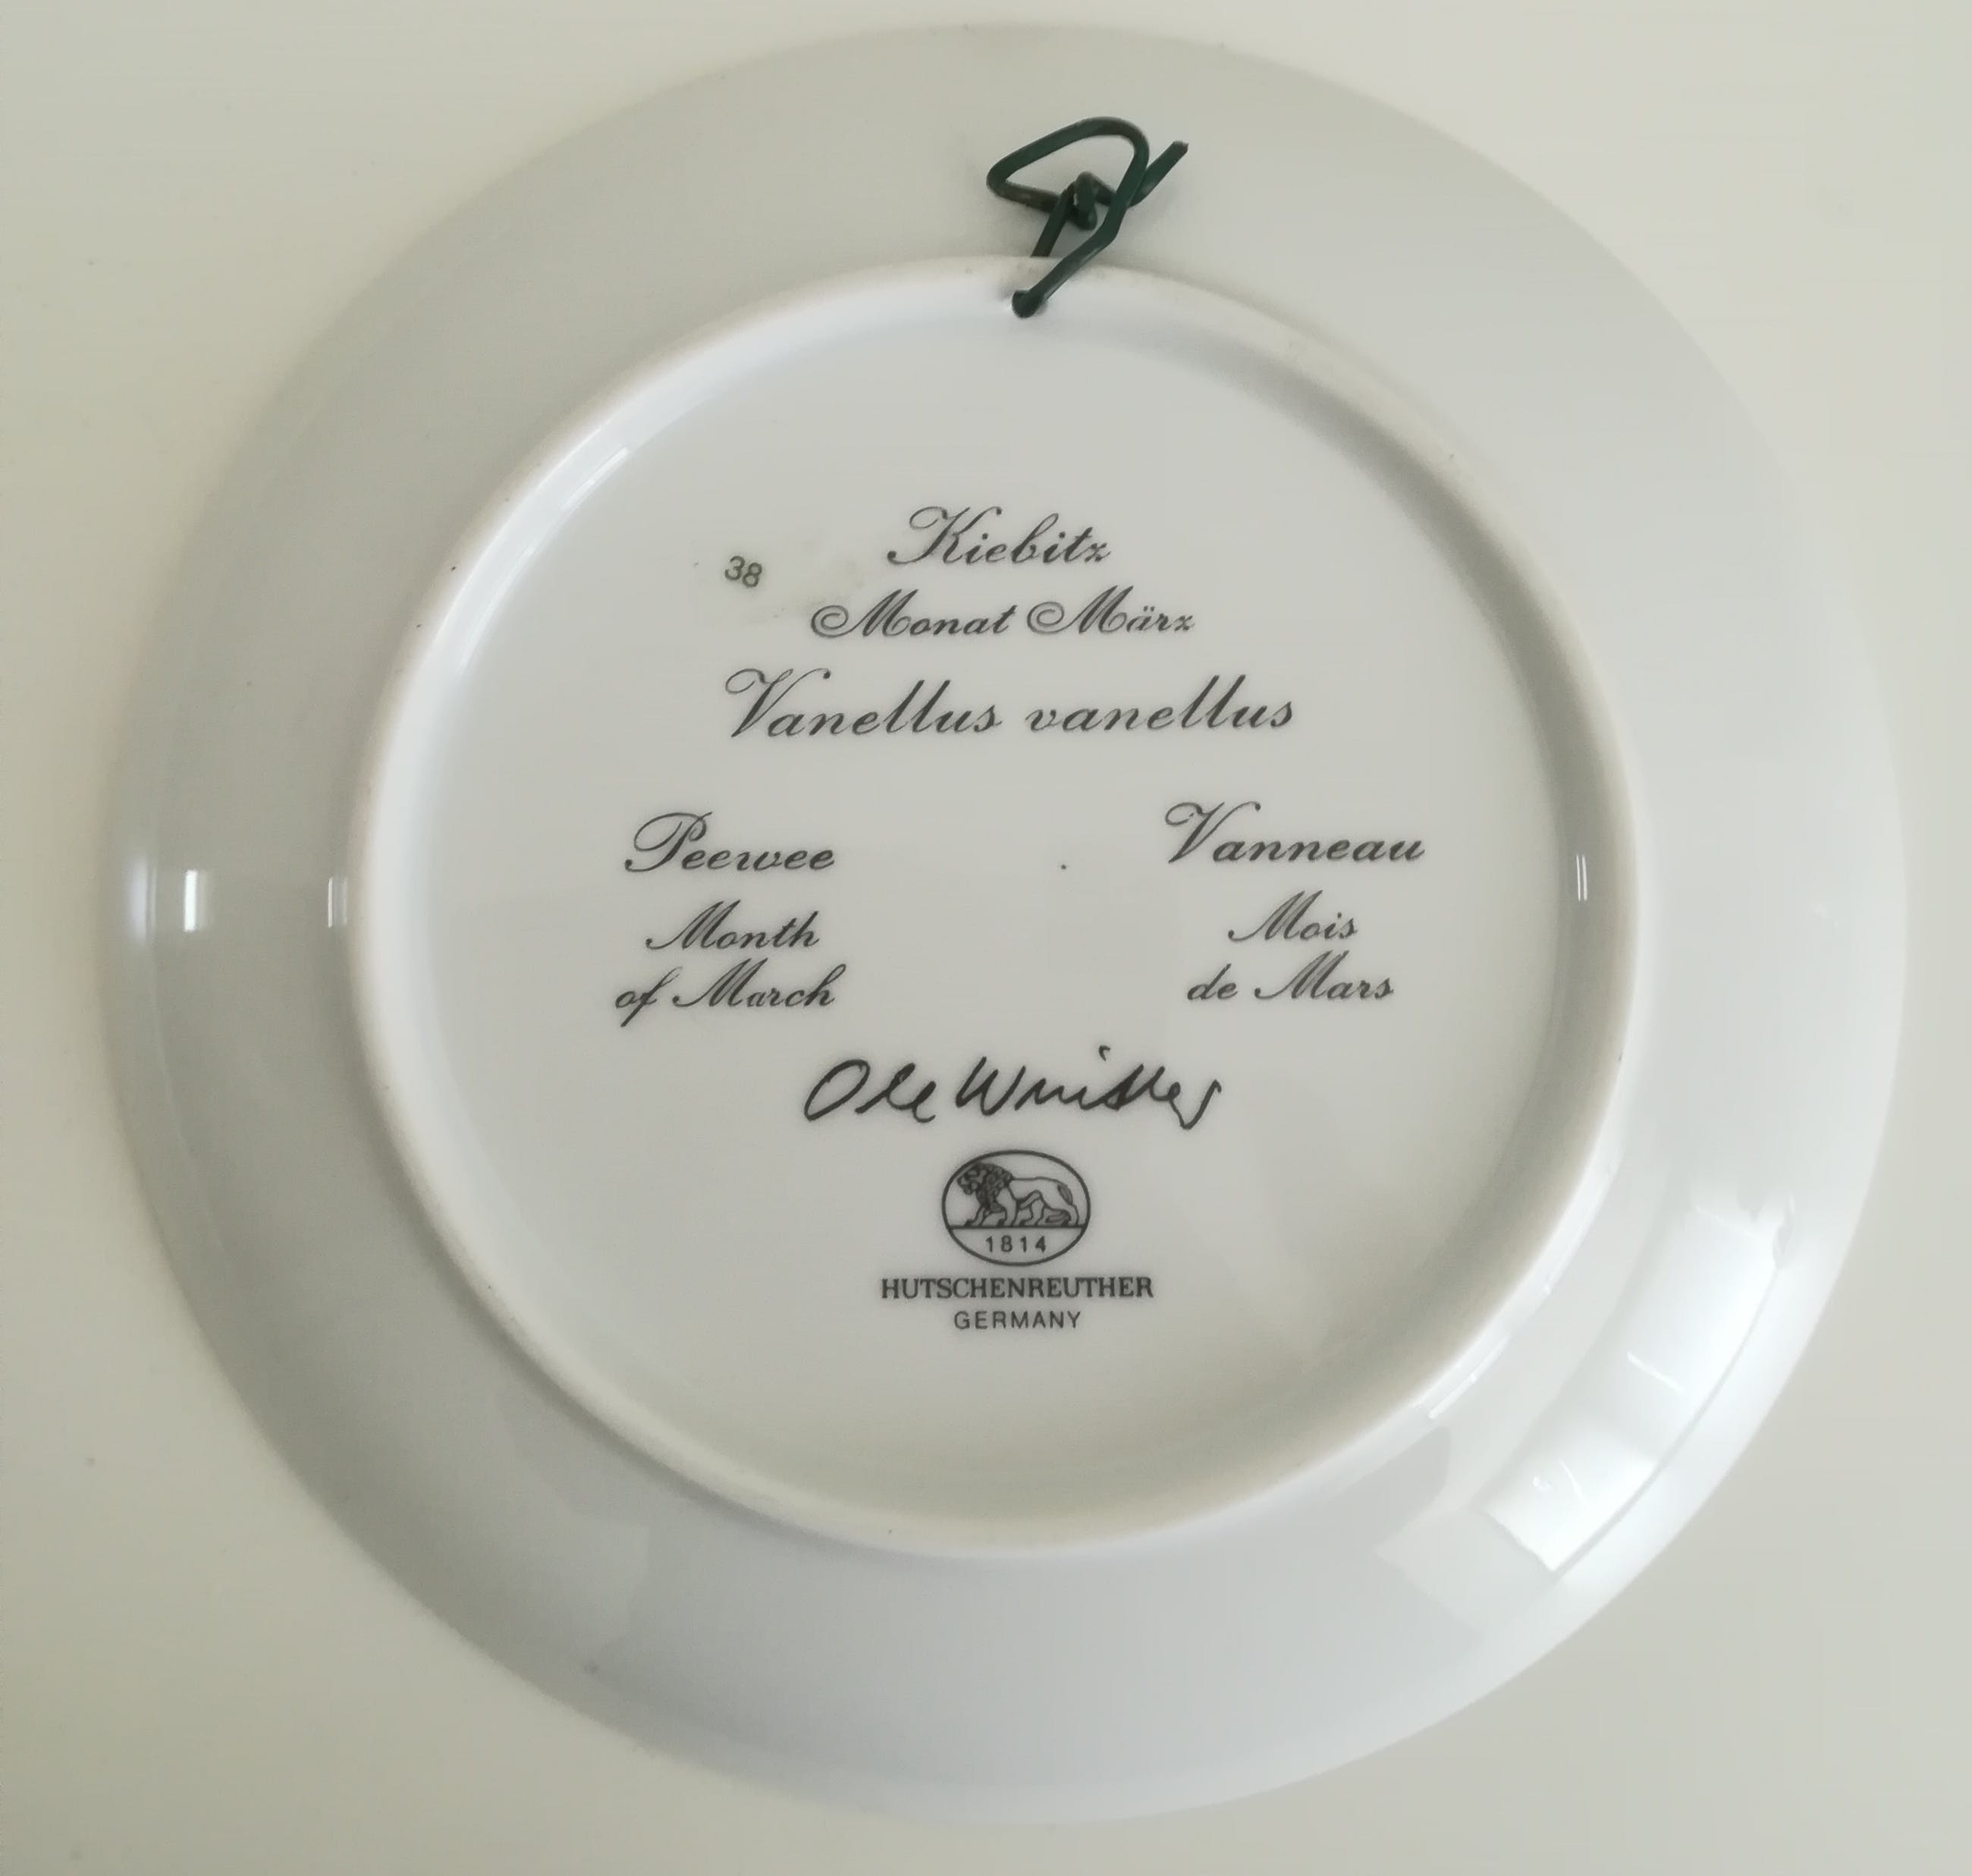 38
Kiebitz
Monat März
Vanellus vanellus
Peewee
Month
of March
Vanneau
Mois
de Mars
Ole Winther
1814
HUTSCHENREUTHER
GERMANY